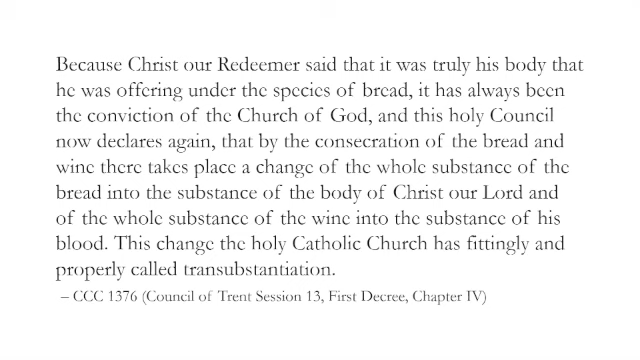 Because Christ our Redeemer said that it was truly his body that
he was offering under the species of bread, it has always been
the conviction of the Church of God, and this holy Council
now declares again, that by the consecration of the bread and
wine there takes place a change of the whole substance of the
bread into the substance of the body of Christ our Lord and
of the whole substance of the wine into the substance of his
blood. This change the holy Catholic Church has fittingly and
properly called transubstantiation.
– CCC 1376 (Council of Trent Session 13, First Decree, Chapter IV)